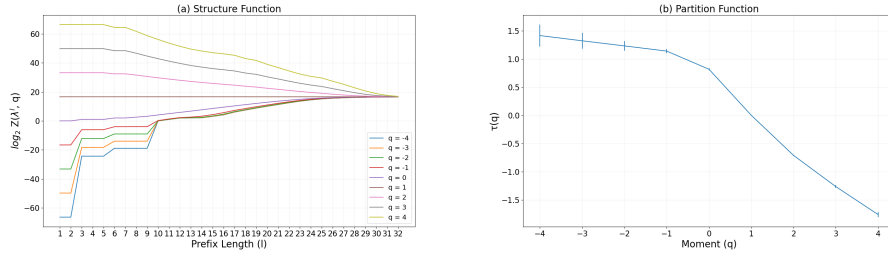 (a) Structure Function
60
40
20
0
−20
−40
−60
log₂ Z(λˡ, q)
1 2 3 4 5 6 7 8 9 10 11 12 13 14 15 16 17 18 19 20 21 22 23 24 25 26 27 28 29 30 31 32
Prefix Length (l)
q = -4
q = -3
q = -2
q = -1
q = 0
q = 1
q = 2
q = 3
q = 4
(b) Partition Function
1.5
1.0
0.5
0.0
−0.5
−1.0
−1.5
τ(q)
−4 −3 −2 −1 0 1 2 3 4
Moment (q)